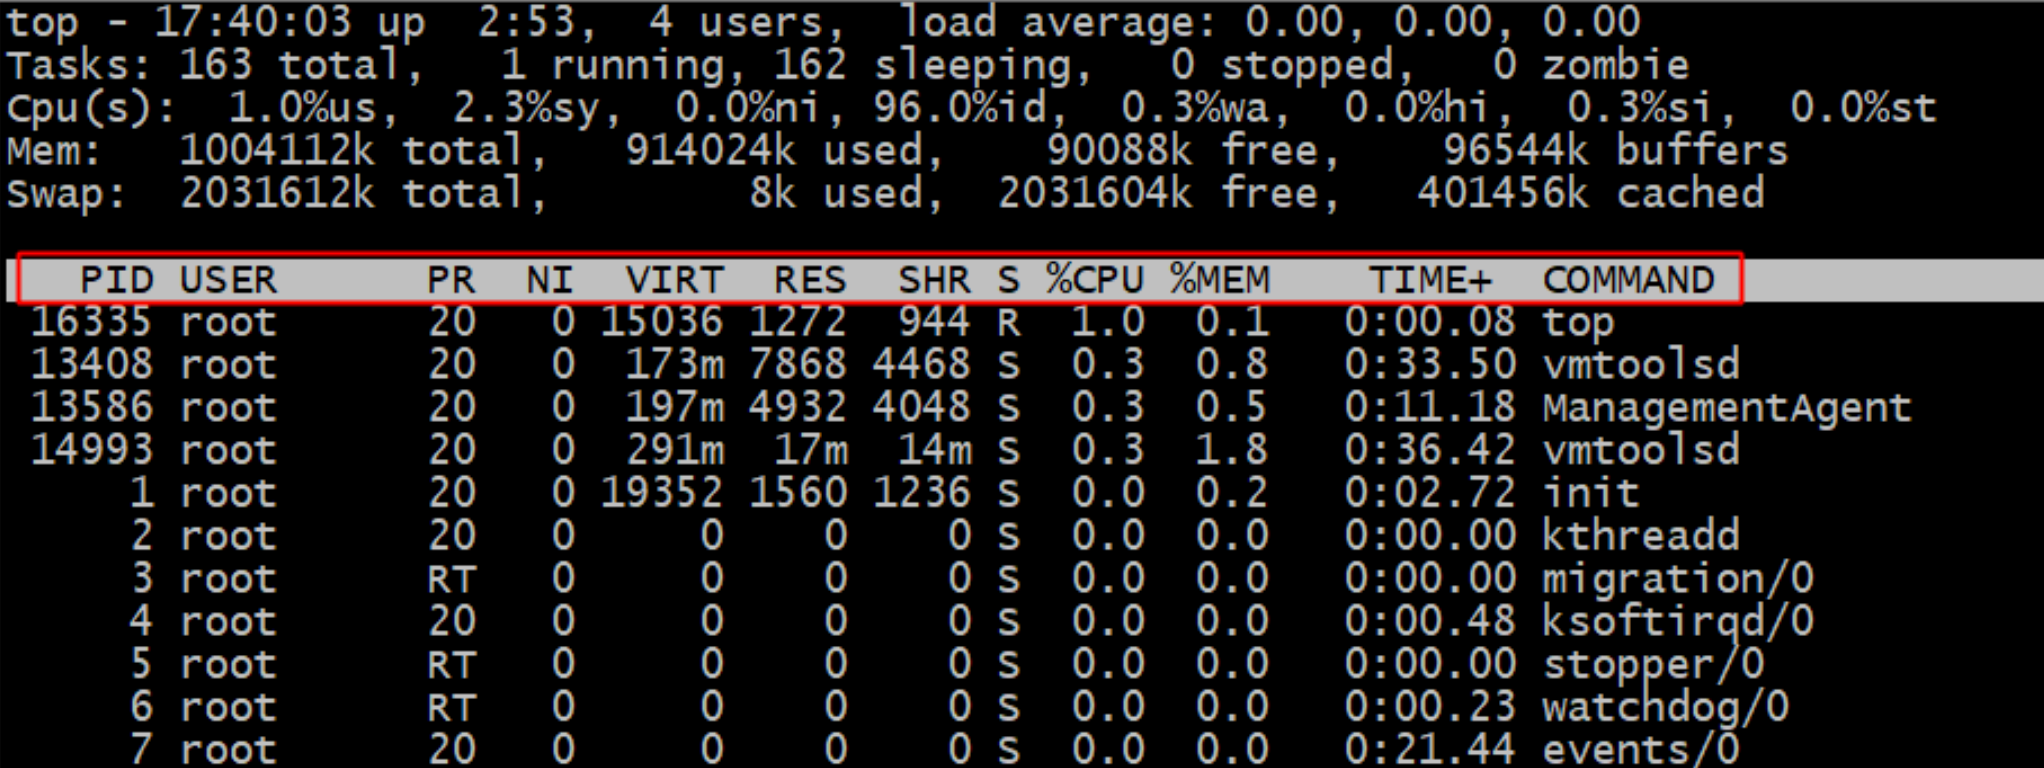 top - 17:40:03 up  2:53,  4 users,  load average: 0.00, 0.00, 0.00
Tasks: 163 total,   1 running, 162 sleeping,   0 stopped,   0 zombie
Cpu(s):  1.0%us,  2.3%sy,  0.0%ni, 96.0%id,  0.3%wa,  0.0%hi,  0.3%si,  0.0%st
Mem:   1004112k total,   914024k used,    90088k free,    96544k buffers
Swap:  2031612k total,        8k used,  2031604k free,   401456k cached
PID USER      PR  NI  VIRT  RES  SHR S %CPU %MEM    TIME+  COMMAND
16335 root      20   0 15036 1272  944 R  1.0  0.1   0:00.08 top
13408 root      20   0  173m 7868 4468 S  0.3  0.8   0:33.50 vmtoolsd
13586 root      20   0  197m 4932 4048 S  0.3  0.5   0:11.18 ManagementAgent
14993 root      20   0  291m  17m  14m S  0.3  1.8   0:36.42 vmtoolsd
1 root      20   0 19352 1560 1236 S  0.0  0.2   0:02.72 init
2 root      20   0     0    0    0 S  0.0  0.0   0:00.00 kthreadd
3 root      RT   0     0    0    0 S  0.0  0.0   0:00.00 migration/0
4 root      20   0     0    0    0 S  0.0  0.0   0:00.48 ksoftirqd/0
5 root      RT   0     0    0    0 S  0.0  0.0   0:00.00 stopper/0
6 root      RT   0     0    0    0 S  0.0  0.0   0:00.23 watchdog/0
7 root      20   0     0    0    0 S  0.0  0.0   0:21.44 events/0